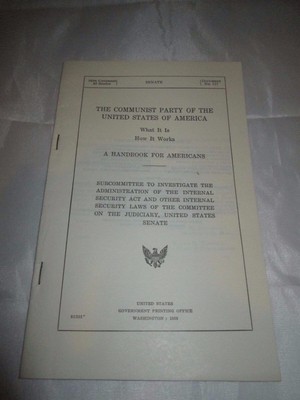 SENATE
THE COMMUNIST PARTY OF THE
UNITED STATES OF AMERICA
What It Is
How It Works
A HANDBOOK FOR AMERICANS
SUBCOMMITTEE TO INVESTIGATE THE
ADMINISTRATION OF THE INTERNAL
SECURITY ACT AND OTHER INTERNAL
SECURITY LAWS OF THE COMMITTEE
ON THE JUDICIARY, UNITED STATES
SENATE
UNITED STATES
GOVERNMENT PRINTING OFFICE
WASHINGTON :